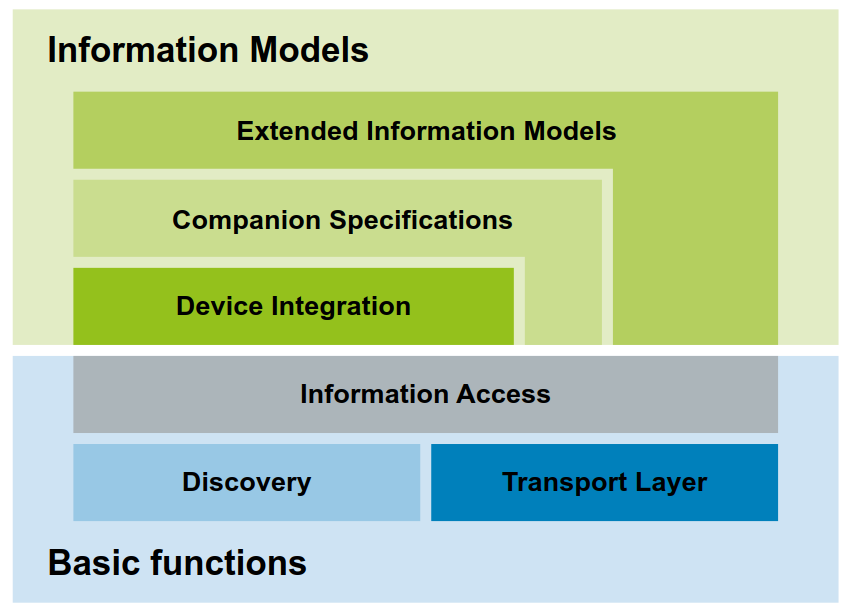 Information Models
Extended Information Models
Companion Specifications
Device Integration
Information Access
Discovery
Transport Layer
Basic functions